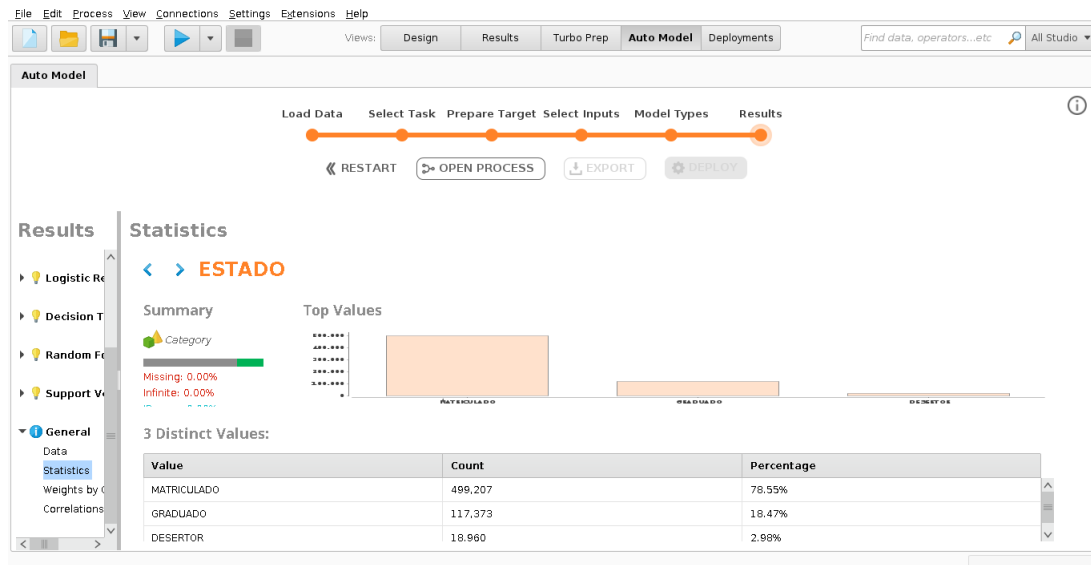 File Edit Process View Connections Settings Extensions Help
Views: Design Results Turbo Prep Auto Model Deployments Find data, operators...etc All Studio
Auto Model
Load Data Select Task Prepare Target Select Inputs Model Types Results
RESTART OPEN PROCESS EXPORT DEPLOY
Results
Logistic Re
Decision T
Random Fo
Support Ve
General
Data
Statistics
Weights by C
Correlations
Statistics
ESTADO
Summary
Category
Missing: 0.00%
Infinite: 0.00%
Top Values
MATRICULADO GRADUADO DESERTOR
3 Distinct Values:
Value Count Percentage
MATRICULADO 499,207 78.55%
GRADUADO 117,373 18.47%
DESERTOR 18.960 2.98%